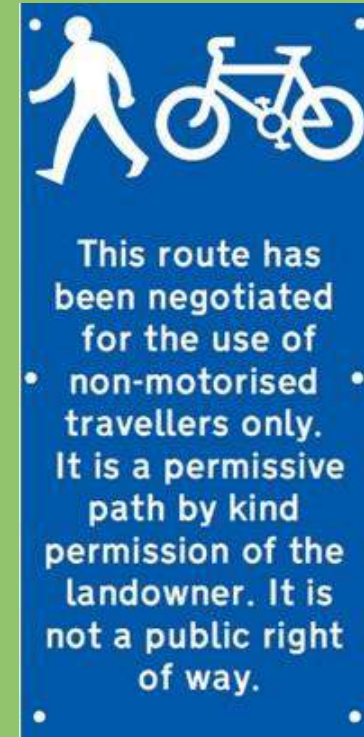 This route has
been negotiated
for the use of
non-motorised
travellers only.
It is a permissive
path by kind
permission of the
landowner. It is
not a public right
of way.